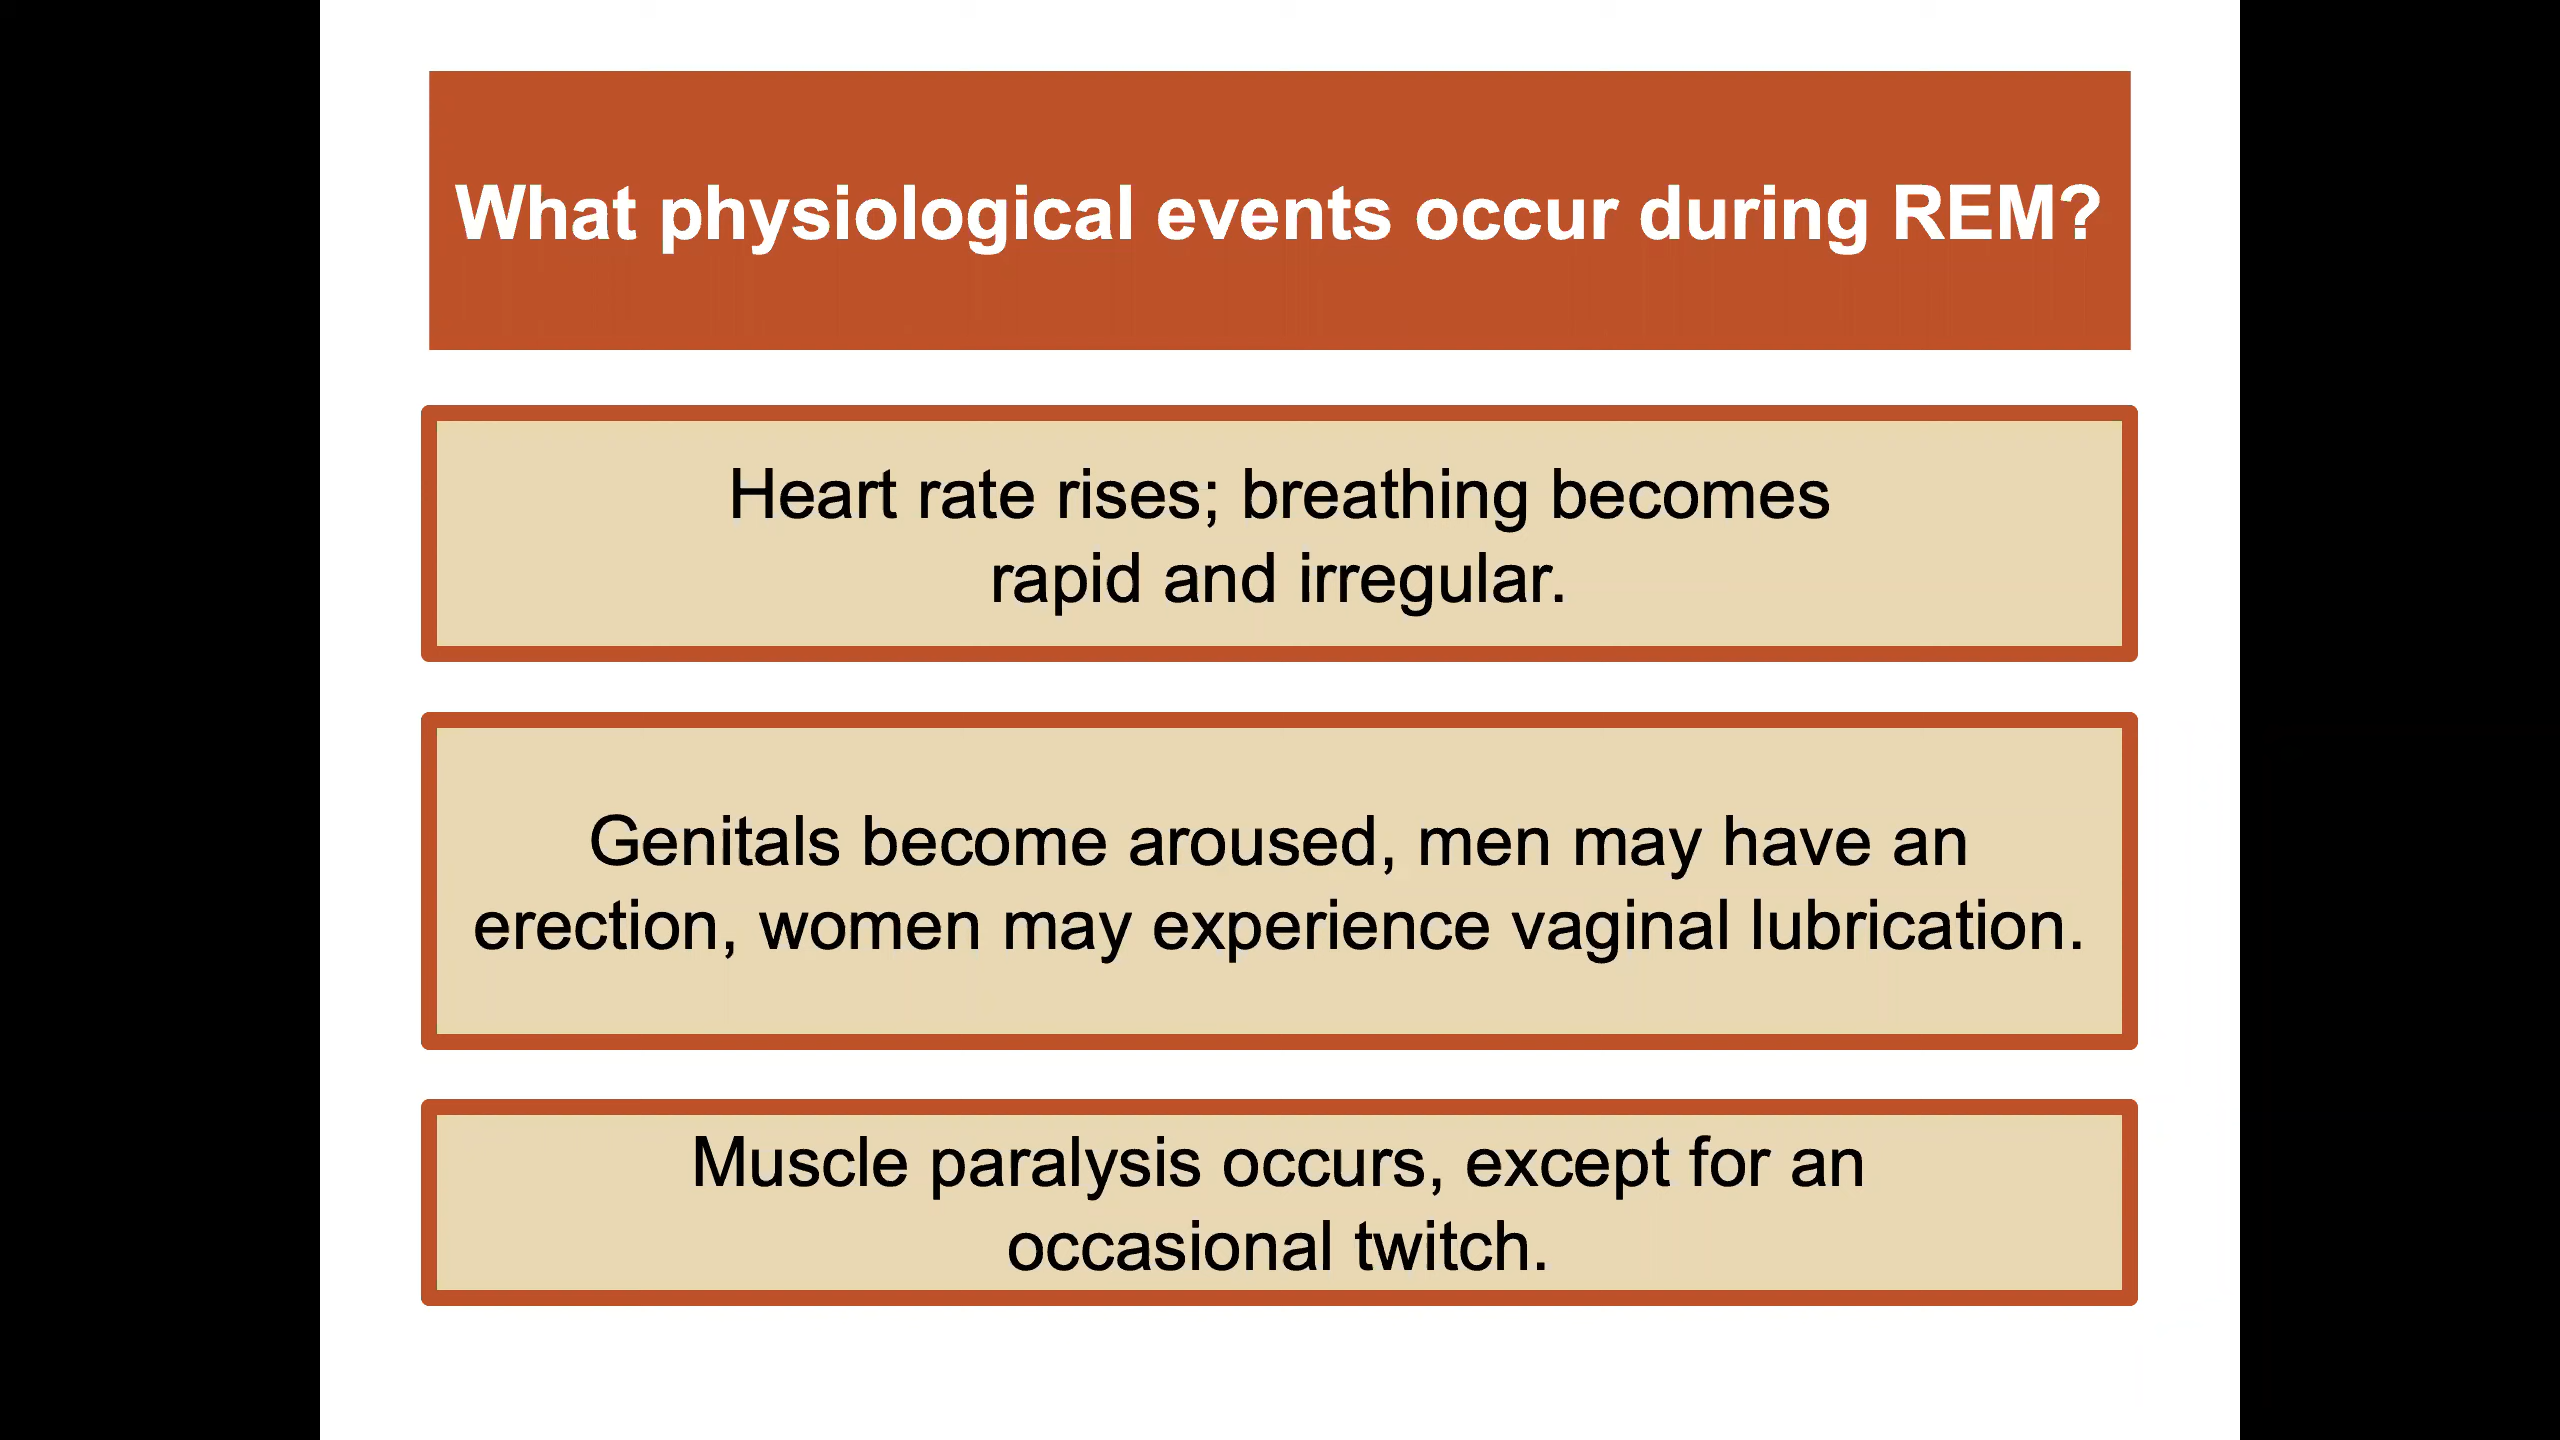 What physiological events occur during REM?
Heart rate rises; breathing becomes
rapid and irregular.
Genitals become aroused, men may have an
erection, women may experience vaginal lubrication.
Muscle paralysis occurs, except for an
occasional twitch.